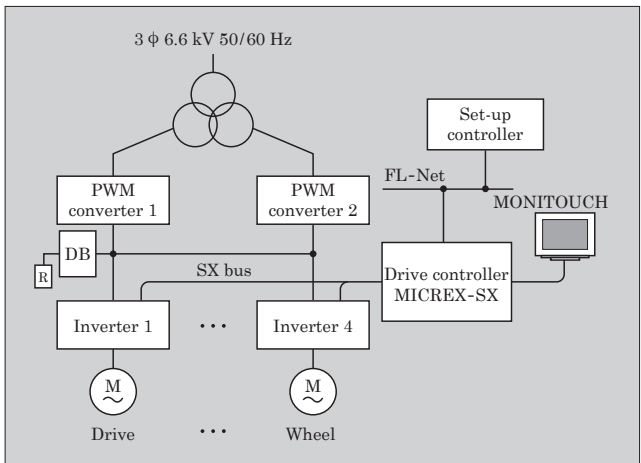 3 φ 6.6 kV 50/60 Hz
Set-up
controller
FL-Net
MONITOUCH
PWM
converter 1
PWM
converter 2
DB
R
SX bus
Drive controller
MICREX-SX
Inverter 1
• • •
Inverter 4
M
~
M
~
Drive
• • •
Wheel